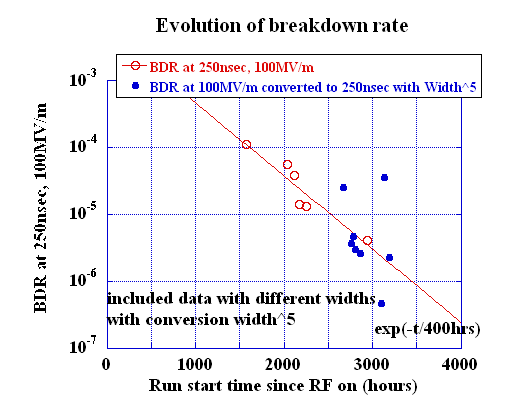 Evolution of breakdown rate
BDR at 250nsec, 100MV/m
BDR at 100MV/m converted to 250nsec with Width^5
BDR at 250nsec, 100MV/m
10-3
10-4
10-5
10-6
10-7
included data with different widths
with conversion width^5
exp(-t/400hrs)
0 1000 2000 3000 4000
Run start time since RF on (hours)